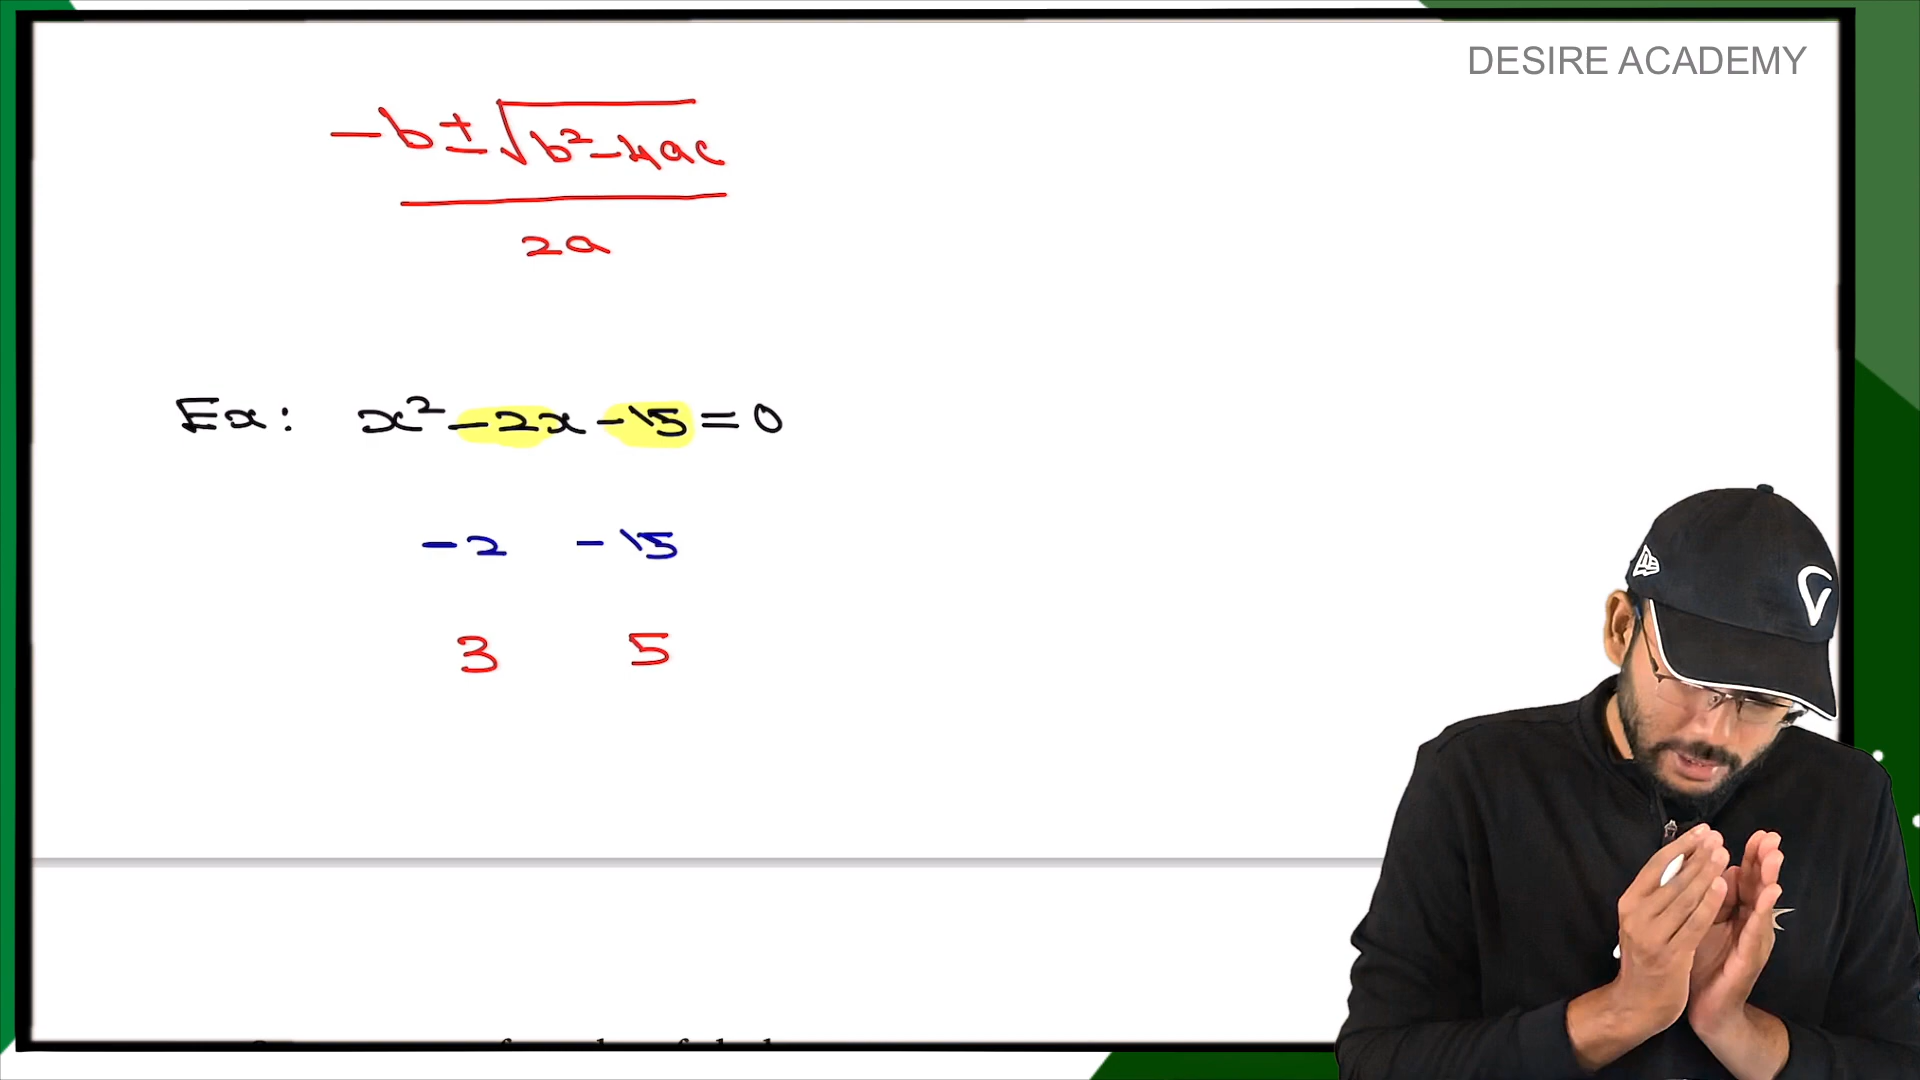 DESIRE ACADEMY
-b±√b²-4ac
2a
Ex: x²-2x-15=0
-2 -15
3 5